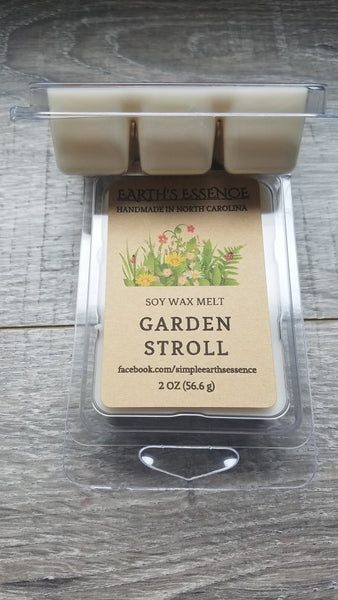 EARTH'S ESSENCE
HANDMADE IN NORTH CAROLINA
SOY WAX MELT
GARDEN
STROLL
facebook.com/simpleearthsessence
2 OZ (56.6 g)